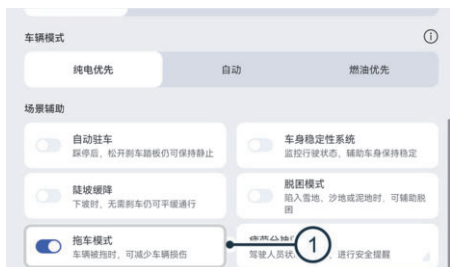 车辆模式
纯电优先 自动 燃油优先
场景辅助
自动驻车
踩停后，松开刹车踏板仍可保持静止
车身稳定性系统
监控行驶状态，辅助车身保持稳定
陡坡缓降
下坡时，无需刹车仍可平缓通行
脱困模式
陷入雪地、沙地或泥地时，可辅助脱
困
拖车模式
车辆被拖时，可减少车辆损伤
1
疲劳分神
驾驶人员状 进行安全提醒